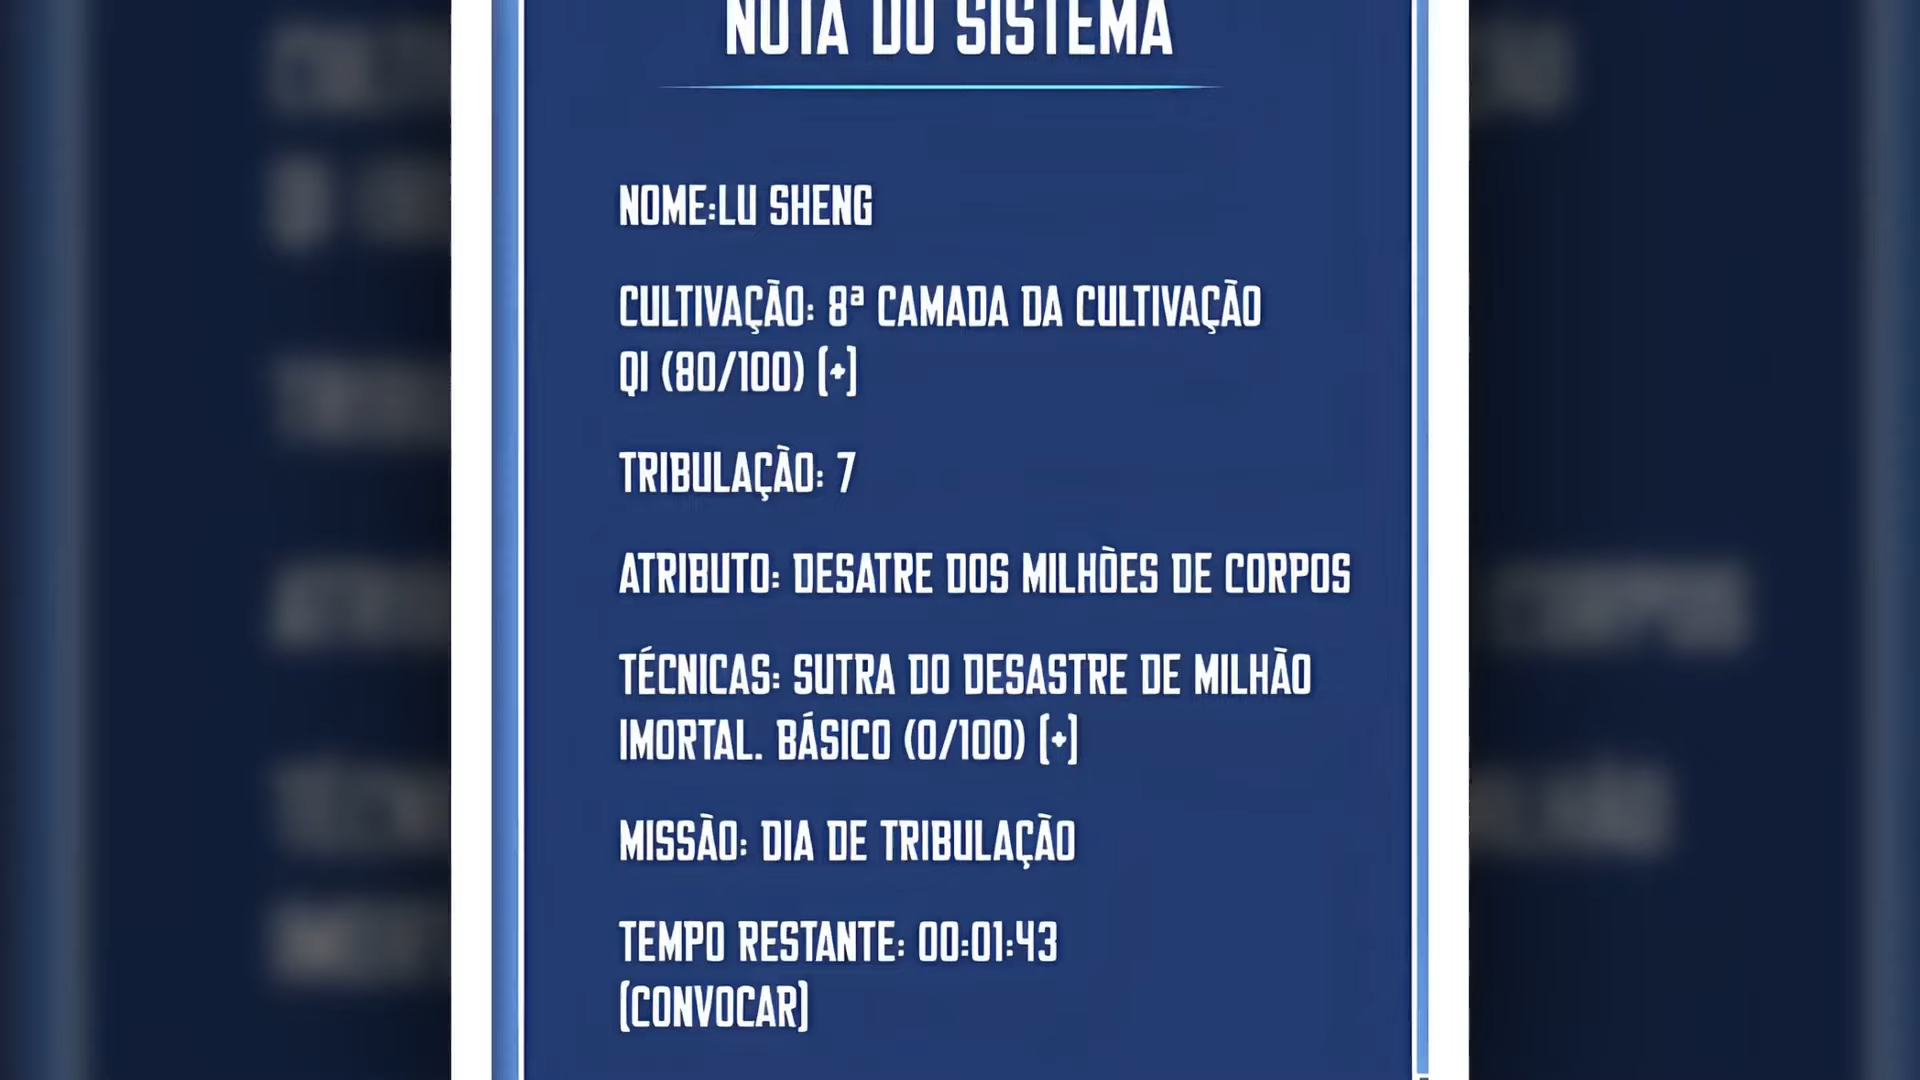 NOTA DO SISTEMA
NOME:LU SHENG
CULTIVAÇÃO: 8ª CAMADA DA CULTIVAÇÃO
QI (80/100) [+]
TRIBULAÇÃO: 7
ATRIBUTO: DESATRE DOS MILHÕES DE CORPOS
TÉCNICAS: SUTRA DO DESASTRE DE MILHÃO
IMORTAL. BÁSICO (0/100) [+]
MISSÃO: DIA DE TRIBULAÇÃO
TEMPO RESTANTE: 00:01:43
[CONVOCAR]